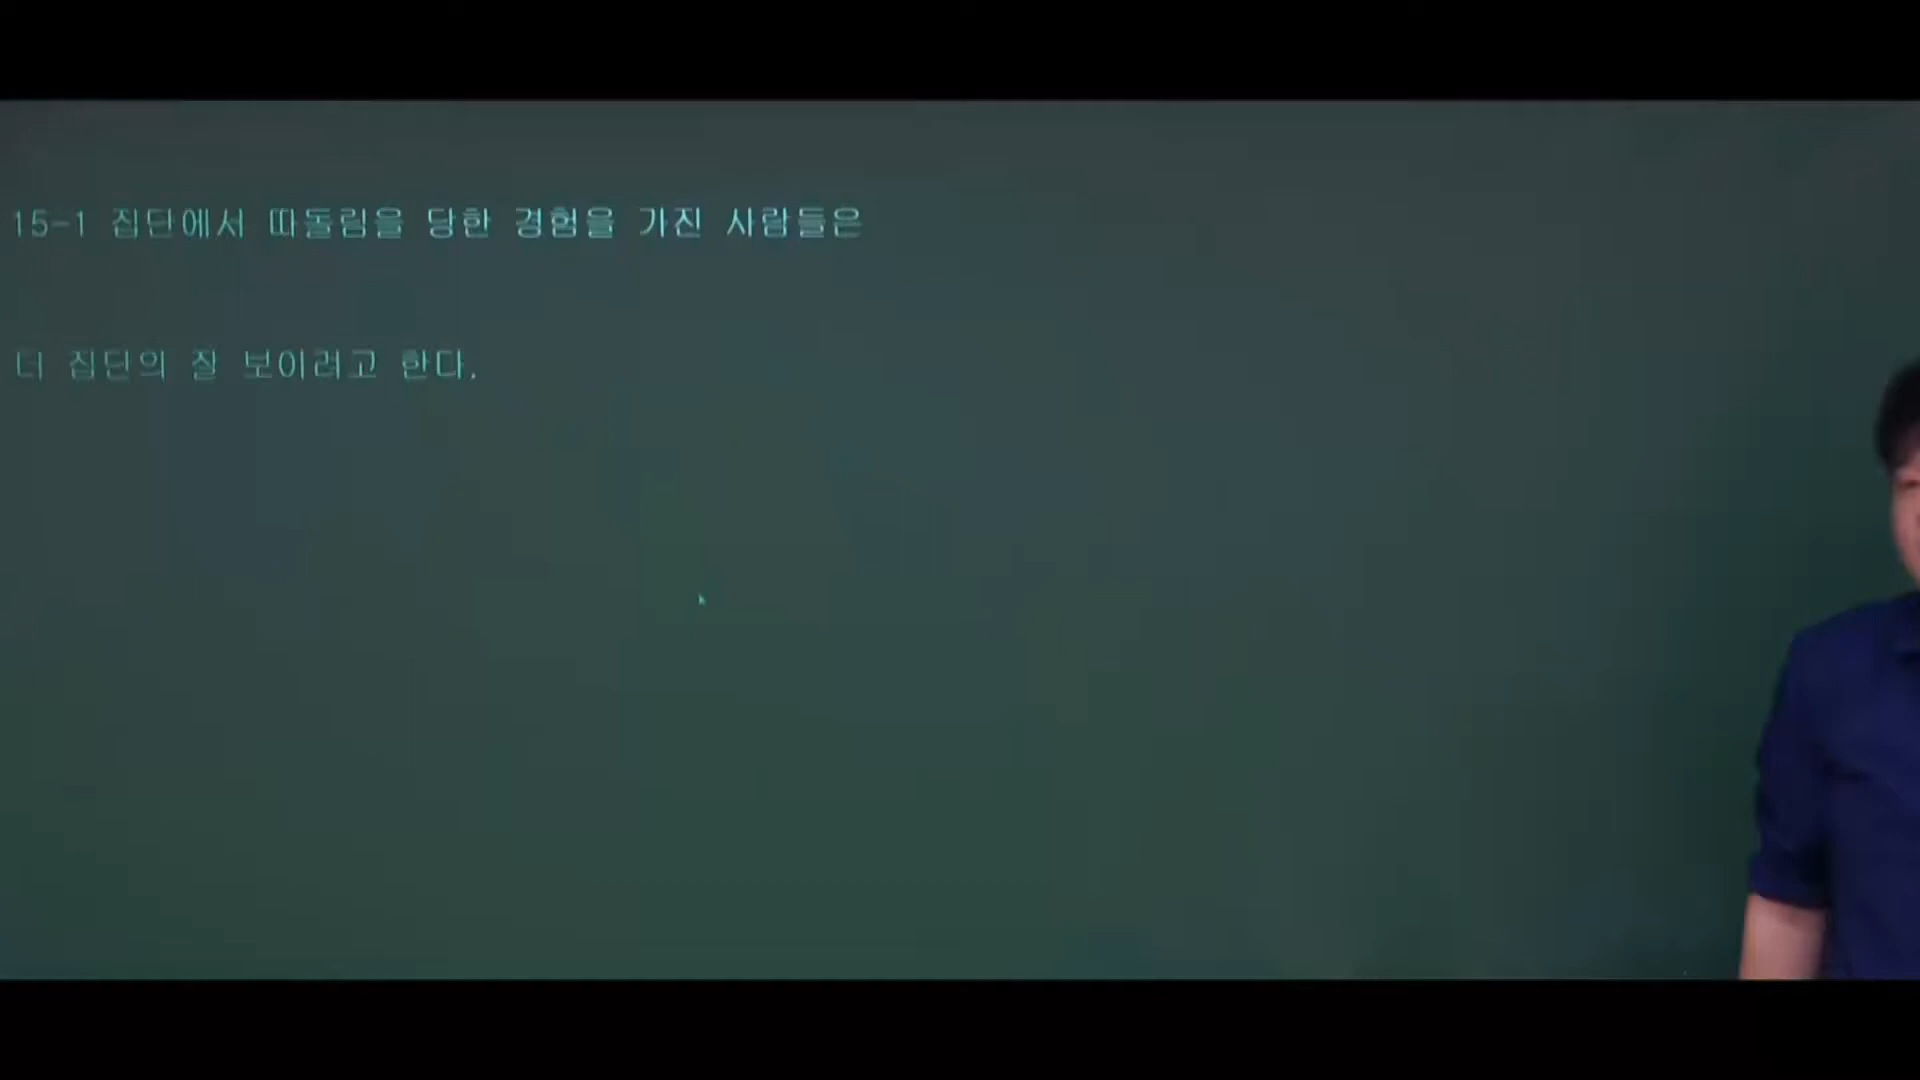 15-1 집단에서 따돌림을 당한 경험을 가진 사람들은
더 집단의 잘 보이려고 한다.